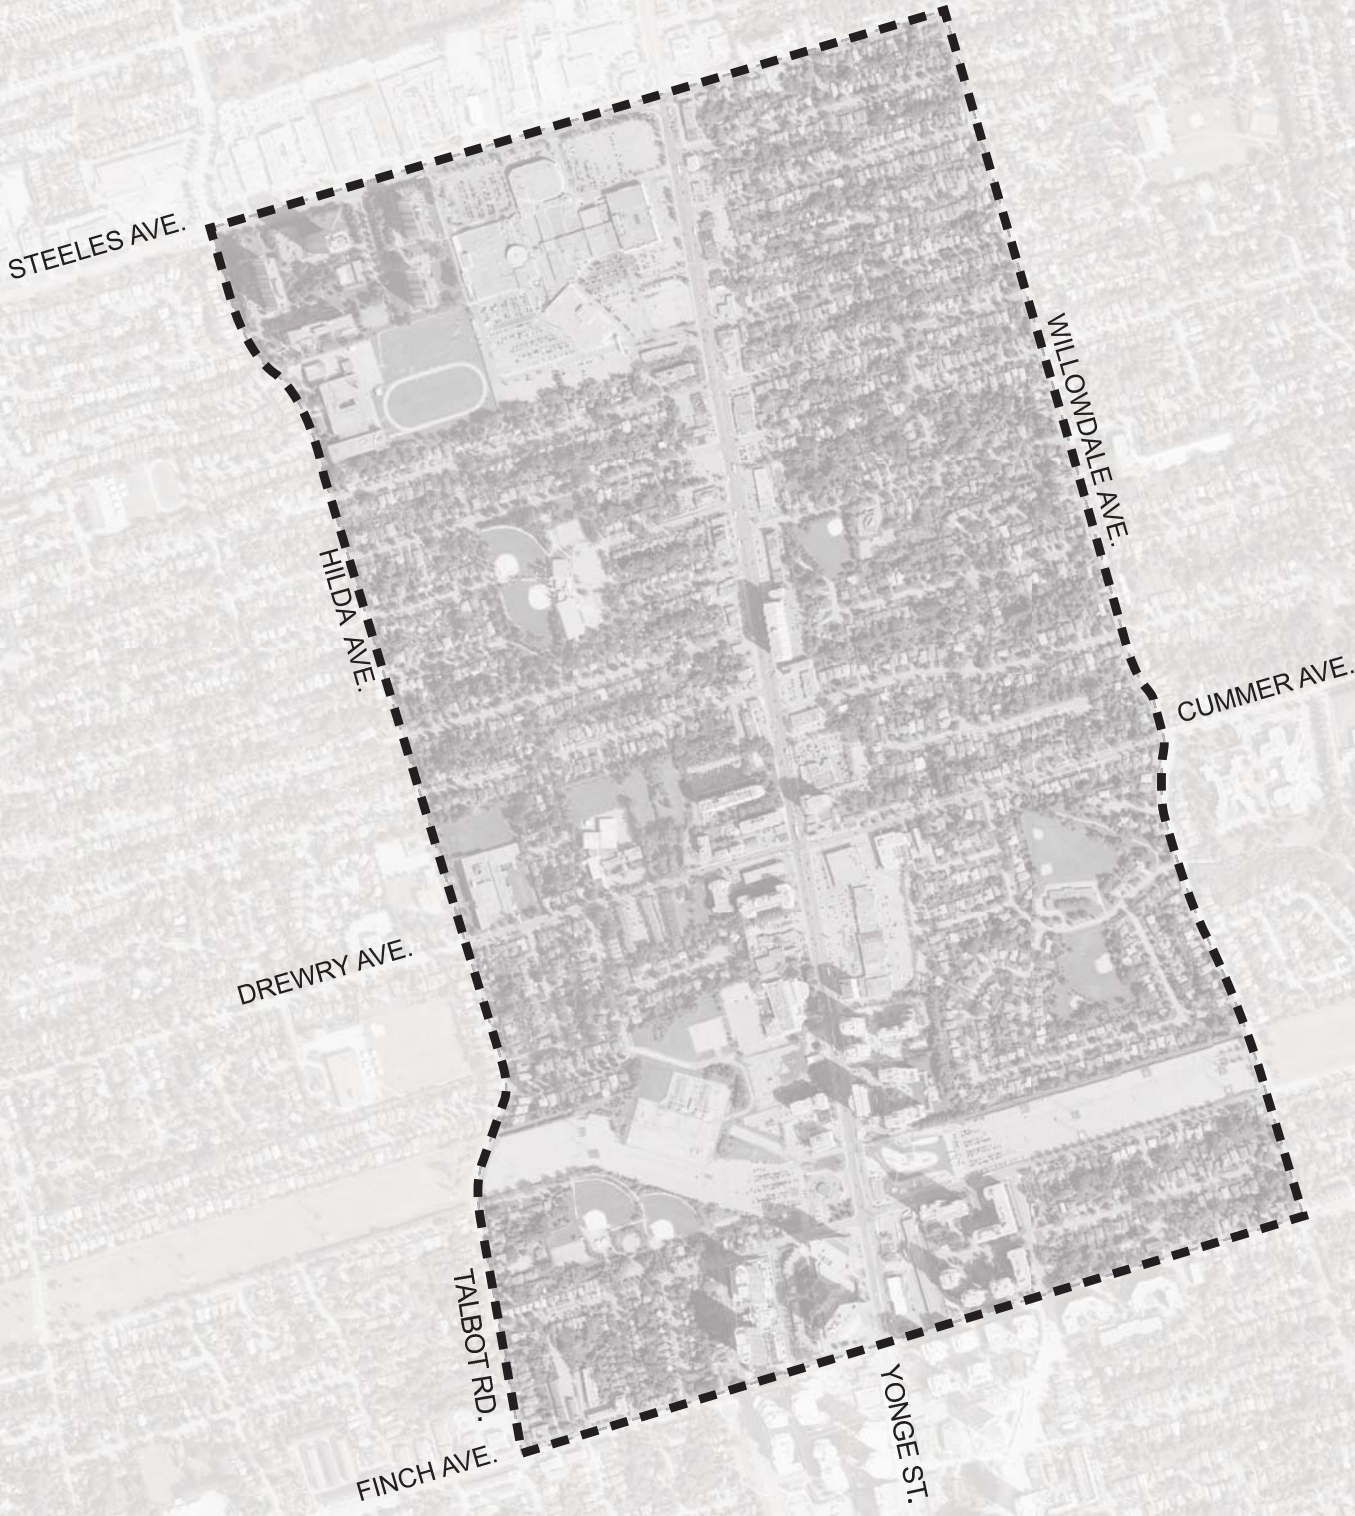 STEELES AVE.
WILLOWDALE AVE.
HILDA AVE.
CUMMER AVE.
DREWRY AVE.
TALBOT RD.
YONGE ST.
FINCH AVE.